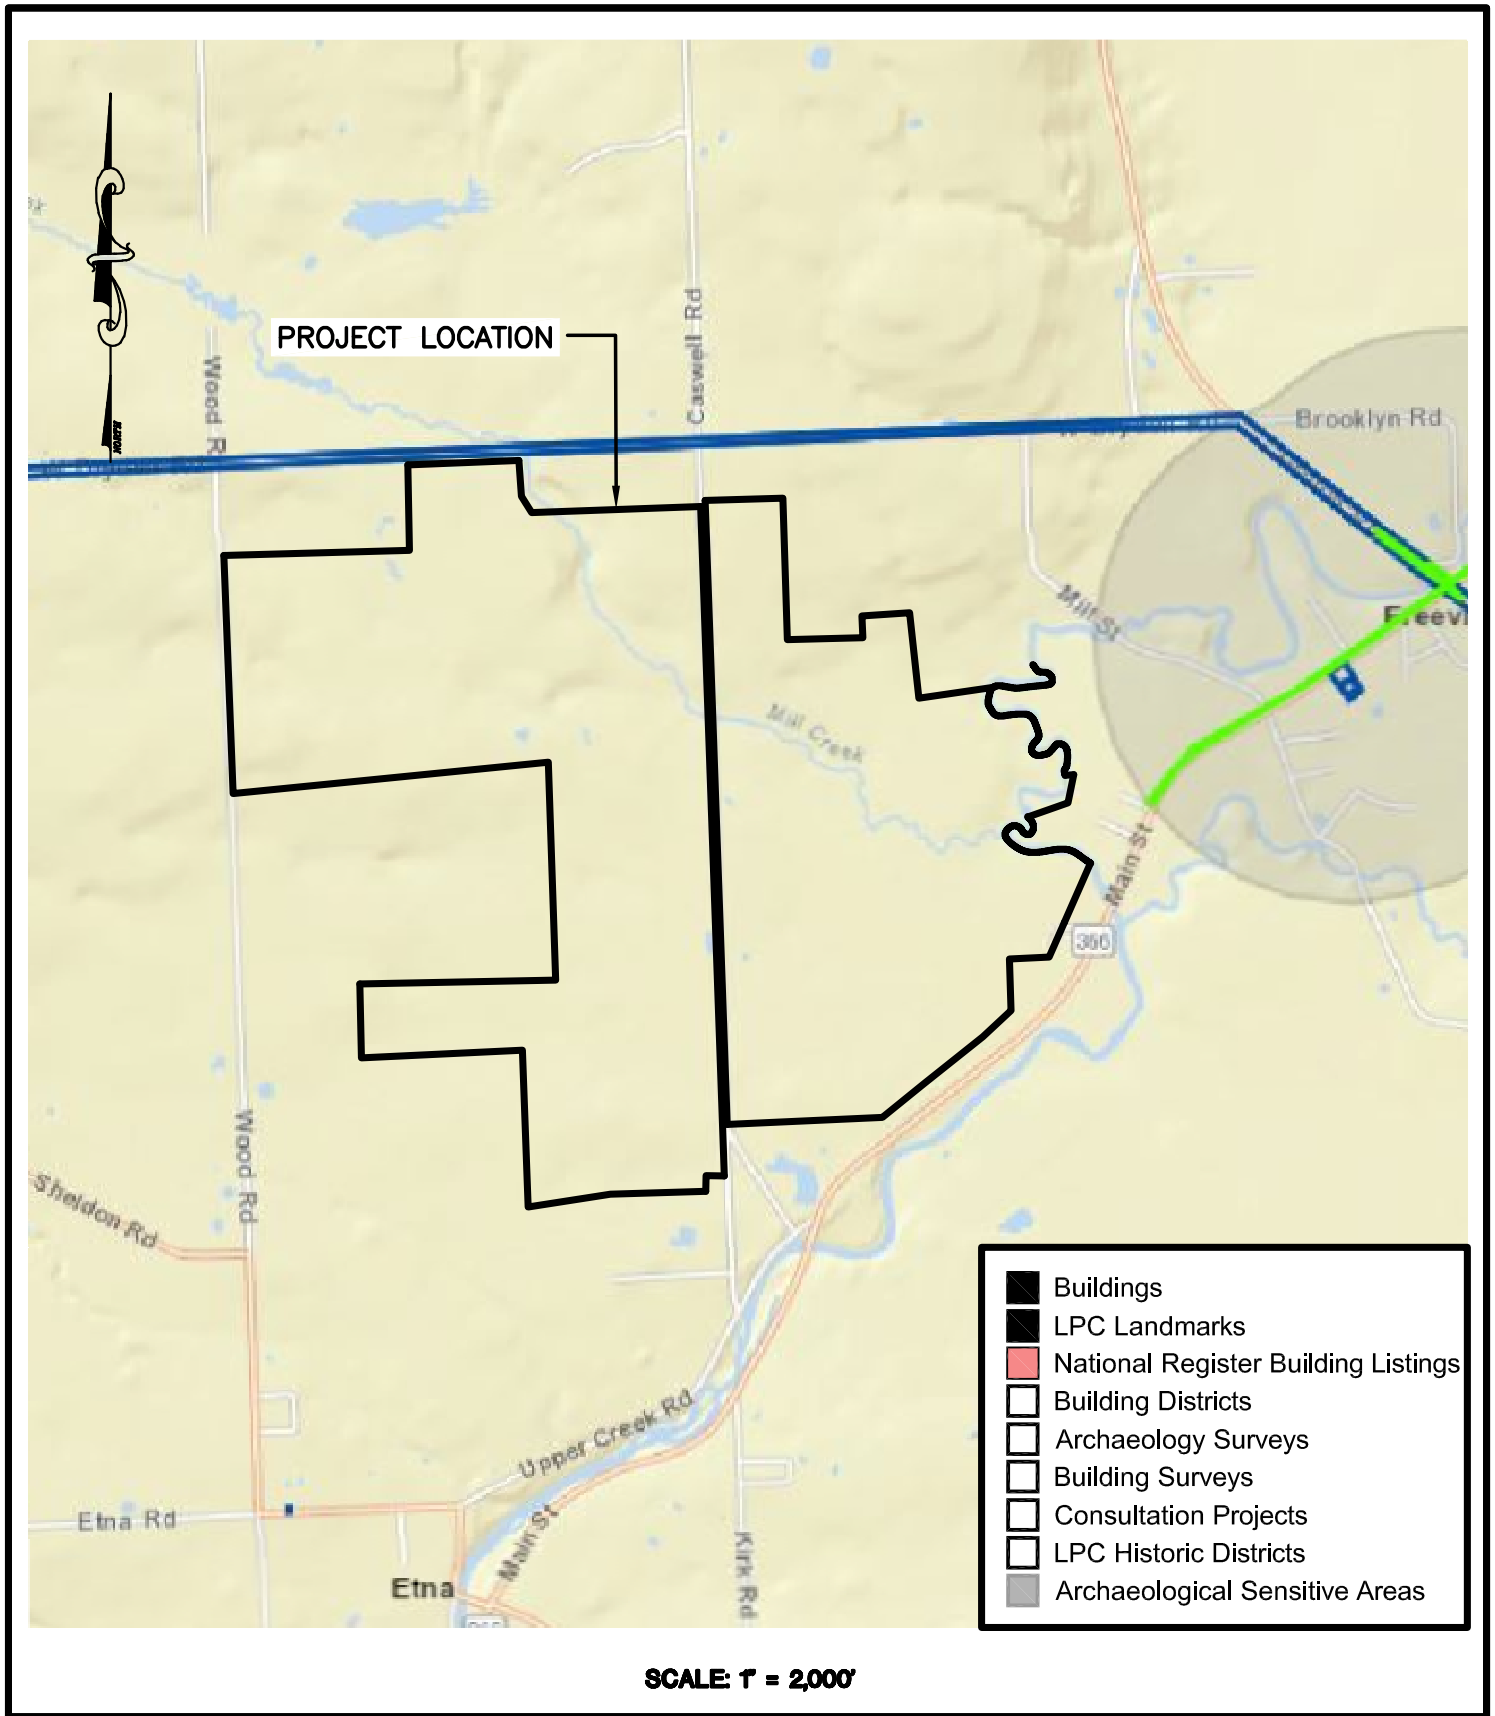 PROJECT LOCATION
Caswell Rd
Wood R
NORTH
Brooklyn Rd
Mill St
Freevi
Mill Creek
Main St
366
Wood Rd
Sheldon Rd
Upper Creek Rd
Etna Rd
Main St
Kirk Rd
Etna
Buildings
LPC Landmarks
National Register Building Listings
Building Districts
Archaeology Surveys
Building Surveys
Consultation Projects
LPC Historic Districts
Archaeological Sensitive Areas
SCALE: 1" = 2,000'